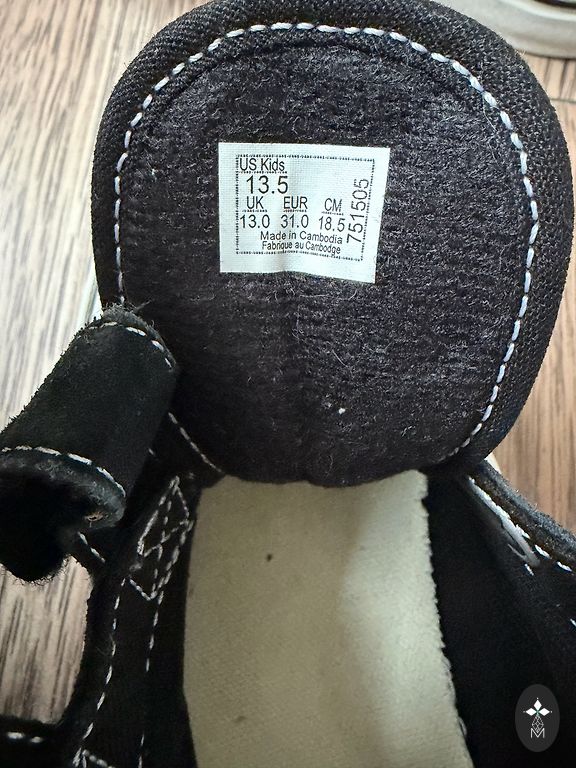 US Kids
13.5
UK EUR CM
13.0 31.0 18.5
Made in Cambodia
Fabriqué au Cambodge
751505
M